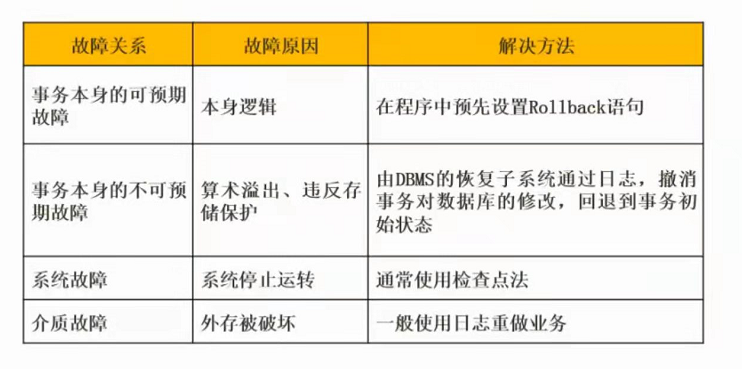 故障关系
故障原因
解决方法
事务本身的可预期
故障
本身逻辑
在程序中预先设置Rollback语句
事务本身的不可预
期故障
算术溢出、违反存
储保护
由DBMS的恢复子系统通过日志，撤消
事务对数据库的修改，回退到事务初
始状态
系统故障
系统停止运转
通常使用检查点法
介质故障
外存被破坏
一般使用日志重做业务